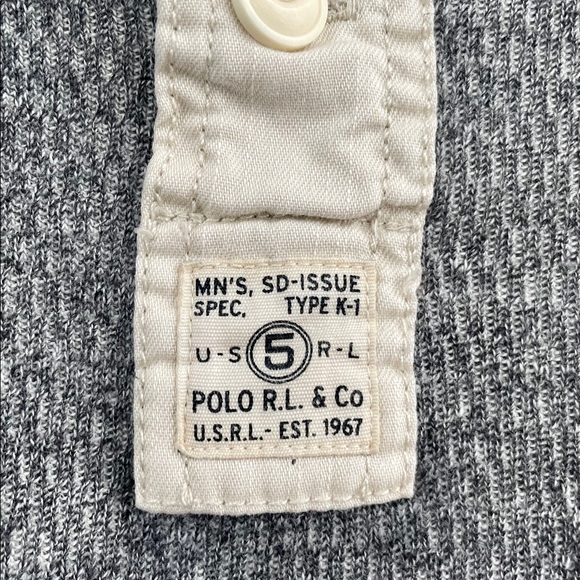 MN'S, SD-ISSUE
SPEC. TYPE K-1
U-S 5 R-L
POLO R.L. & Co
U.S.R.L.- EST. 1967